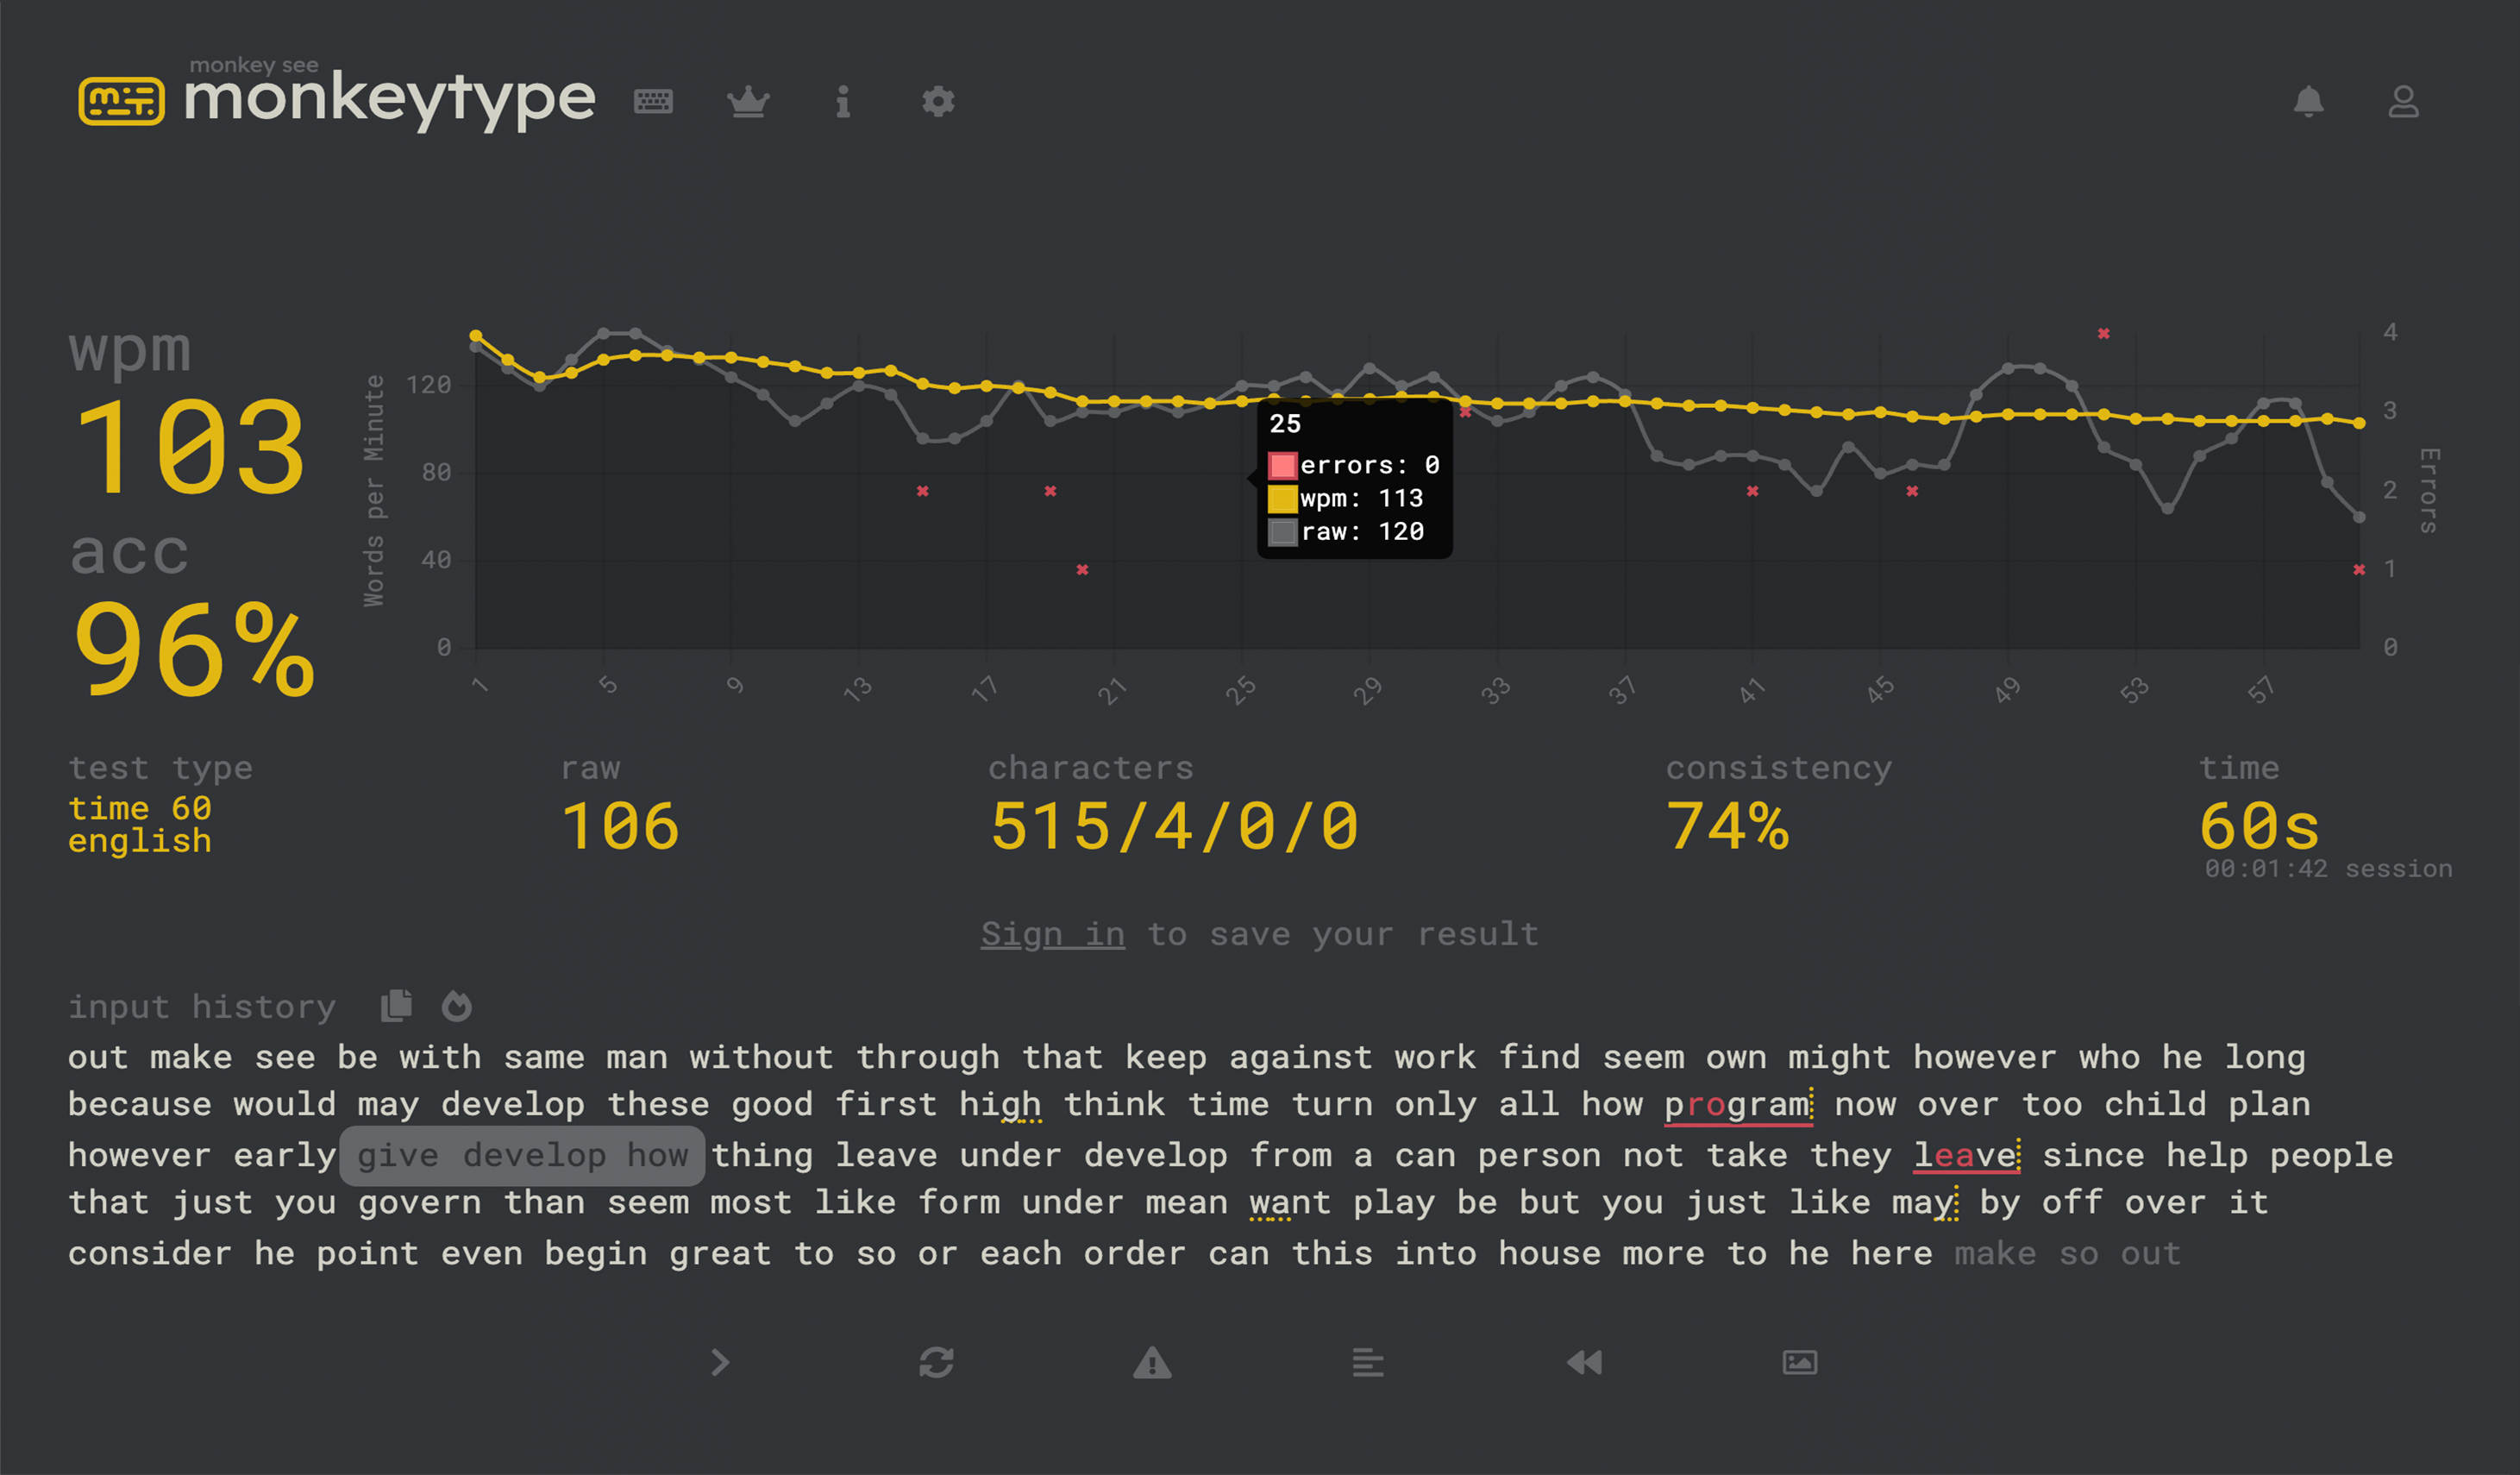 monkey see
monkeytype
wpm
103
acc
96%
Words per Minute
120
80
40
0
4
3
2
1
0
Errors
25
errors: 0
wpm: 113
raw: 120
1 5 9 13 17 21 25 29 33 37 41 45 49 53 57
test type
time 60
english
raw
106
characters
515/4/0/0
consistency
74%
time
60s
00:01:42 session
Sign in to save your result
input history
out make see be with same man without through that keep against work find seem own might however who he long
because would may develop these good first high think time turn only all how program now over too child plan
however early give develop how thing leave under develop from a can person not take they leave since help people
that just you govern than seem most like form under mean want play be but you just like may by off over it
consider he point even begin great to so or each order can this into house more to he here make so out